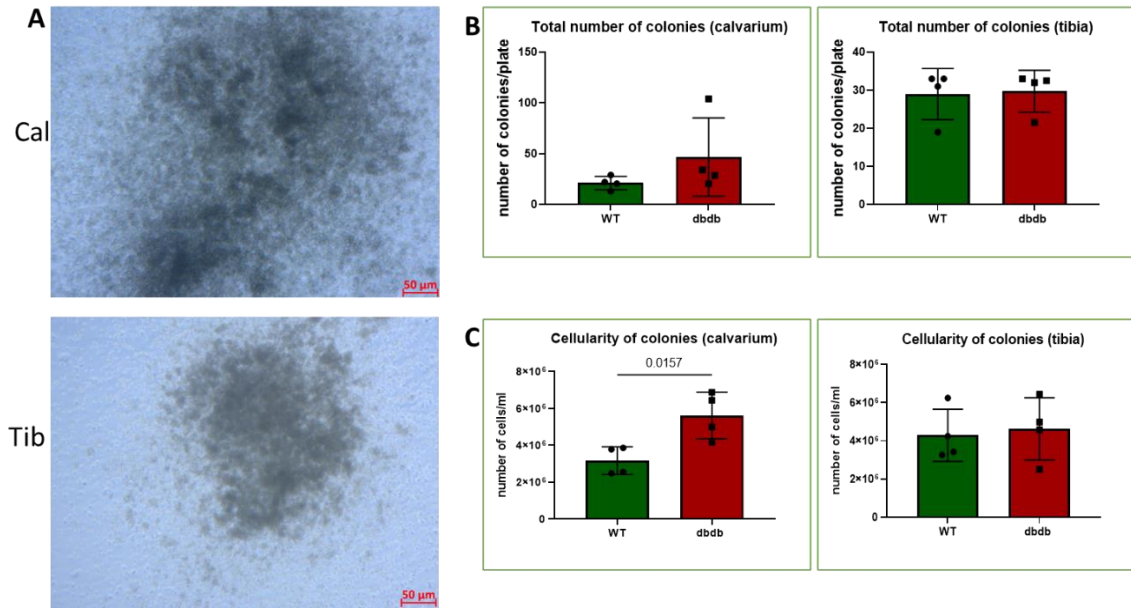 A
Cal
50 µm
Tib
50 µm
B
Total number of colonies (calvarium)
number of colonies/plate
150
100
50
0
WT
dbdb
Total number of colonies (tibia)
number of colonies/plate
40
30
20
10
0
WT
dbdb
C
Cellularity of colonies (calvarium)
number of cells/ml
0.0157
8×10⁶
6×10⁶
4×10⁶
2×10⁶
0
WT
dbdb
Cellularity of colonies (tibia)
number of cells/ml
8×10⁶
6×10⁶
4×10⁶
2×10⁶
0
WT
dbdb